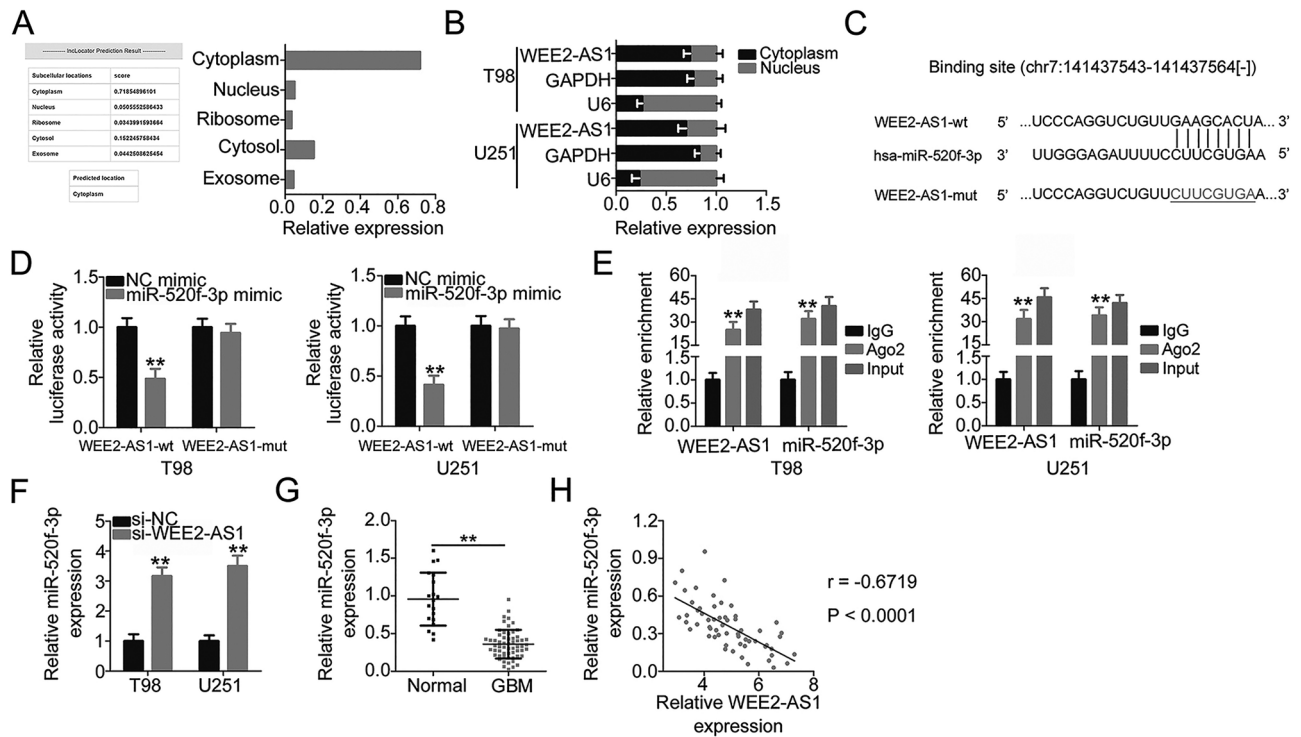 A
----------- lncLocator Prediction Result -----------
Subcellular locations score
Cytoplasm 0.71854896101
Nucleus 0.0505552586433
Ribosome 0.0343991593664
Cytosol 0.152245758434
Exosome 0.0442508625454
Predicted location
Cytoplasm
Cytoplasm
Nucleus
Ribosome
Cytosol
Exosome
0.0 0.2 0.4 0.6 0.8
Relative expression
B
T98
WEE2-AS1
GAPDH
U6
U251
WEE2-AS1
GAPDH
U6
Cytoplasm
Nucleus
0.0 0.5 1.0 1.5
Relative expression
C
Binding site (chr7:141437543-141437564[-])
WEE2-AS1-wt 5' ...UCCCAGGUCUGUUGAAGCACUA... 3'
hsa-miR-520f-3p 3' UUGGGAGAUUUUCCUUCGUGAA 5'
WEE2-AS1-mut 5' ...UCCCAGGUCUGUUCUUCGUGAA...3'
D
Relative
luciferase activity
1.5
1.0
0.5
0.0
NC mimic
miR-520f-3p mimic
**
WEE2-AS1-wt WEE2-AS1-mut
T98
Relative
luciferase activity
1.5
1.0
0.5
0.0
NC mimic
miR-520f-3p mimic
**
WEE2-AS1-wt WEE2-AS1-mut
U251
E
Relative enrichment
60
45
30
15
1.5
1.0
0.5
0.0
** **
IgG
Ago2
Input
WEE2-AS1 miR-520f-3p
T98
Relative enrichment
60
45
30
15
1.5
1.0
0.5
0.0
** **
IgG
Ago2
Input
WEE2-AS1 miR-520f-3p
U251
F
Relative miR-520f-3p
expression
5
4
3
2
1
0
si-NC
si-WEE2-AS1
** **
T98 U251
G
Relative miR-520f-3p
expression
2.0
1.5
1.0
0.5
0.0
**
Normal GBM
H
Relative miR-520f-3p
expression
1.2
0.9
0.6
0.3
0.0
4 6 8
Relative WEE2-AS1
expression
r = -0.6719
P < 0.0001